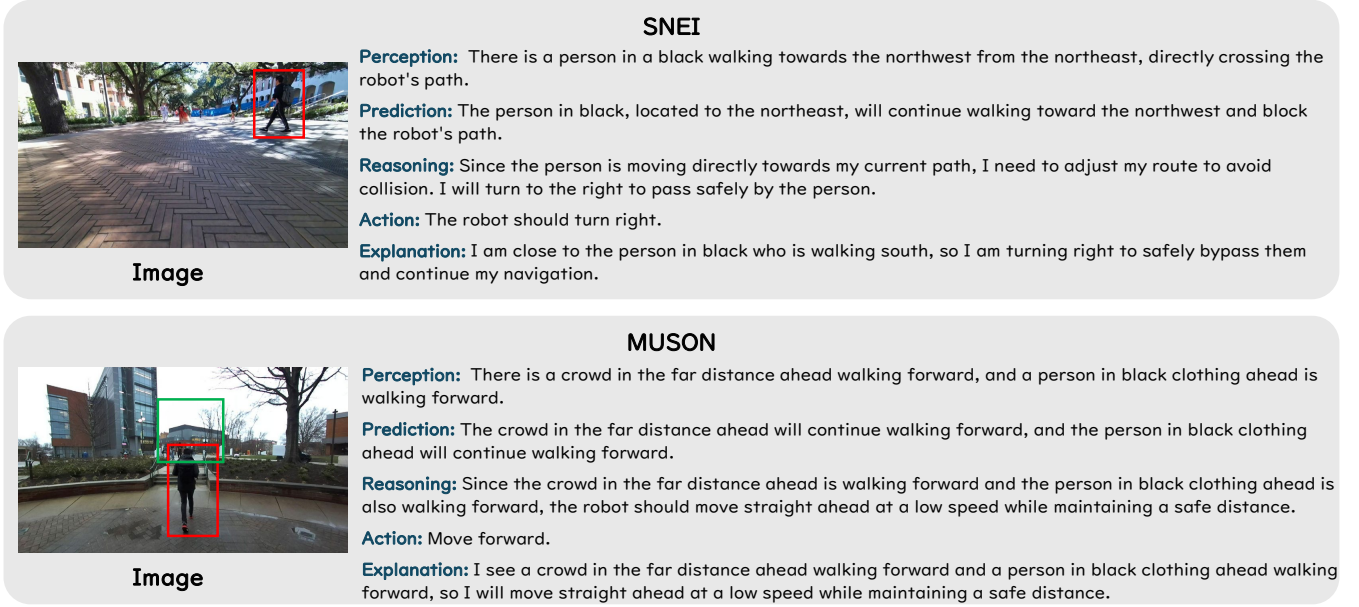 SNEI
Perception: There is a person in a black walking towards the northwest from the northeast, directly crossing the
robot's path.
Prediction: The person in black, located to the northeast, will continue walking toward the northwest and block
the robot's path.
Reasoning: Since the person is moving directly towards my current path, I need to adjust my route to avoid
collision. I will turn to the right to pass safely by the person.
Action: The robot should turn right.
Explanation: I am close to the person in black who is walking south, so I am turning right to safely bypass them
and continue my navigation.
Image
MUSON
Perception: There is a crowd in the far distance ahead walking forward, and a person in black clothing ahead is
walking forward.
Prediction: The crowd in the far distance ahead will continue walking forward, and the person in black clothing
ahead will continue walking forward.
Reasoning: Since the crowd in the far distance ahead is walking forward and the person in black clothing ahead is
also walking forward, the robot should move straight ahead at a low speed while maintaining a safe distance.
Action: Move forward.
Explanation: I see a crowd in the far distance ahead walking forward and a person in black clothing ahead walking
forward, so I will move straight ahead at a low speed while maintaining a safe distance.
Image